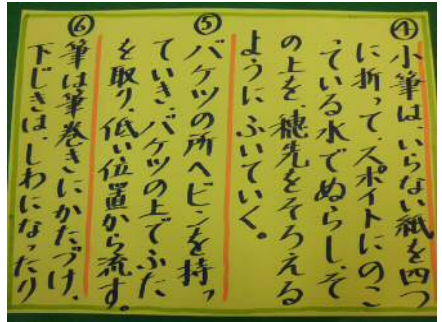 ④小筆は、いらない紙を四つ
に折って、スポイトにのこ
っている水でぬらし、そ
の上を、穂先をそろえる
ようにふいていく。
⑤バケツの所へビンを持っ
ていき、バケツの上でふた
を取り、低い位置から流す。
⑥筆は筆巻きにかたづけ、
下じきは、しわになったり